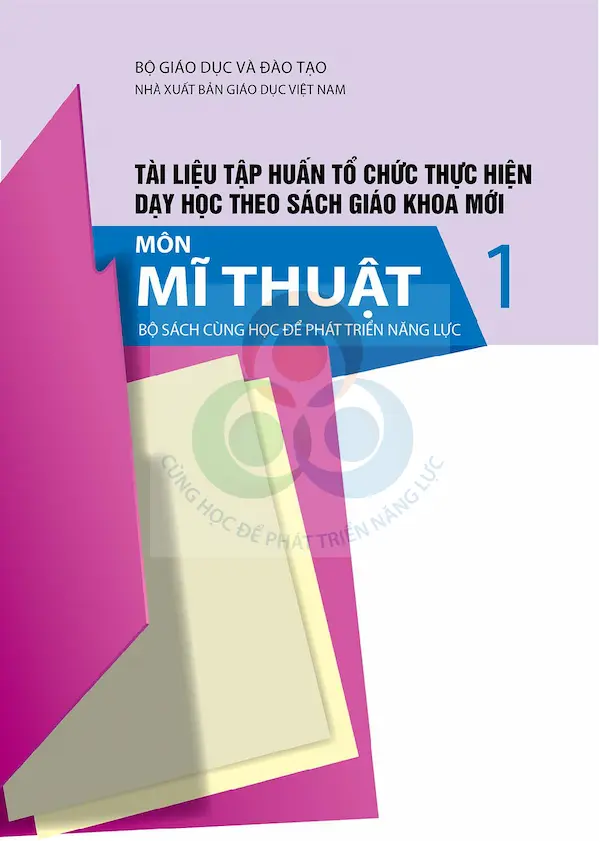 BỘ GIÁO DỤC VÀ ĐÀO TẠO
NHÀ XUẤT BẢN GIÁO DỤC VIỆT NAM
TÀI LIỆU TẬP HUẤN TỔ CHỨC THỰC HIỆN
DẠY HỌC THEO SÁCH GIÁO KHOA MỚI
MÔN
MĨ THUẬT 1
BỘ SÁCH CÙNG HỌC ĐỂ PHÁT TRIỂN NĂNG LỰC
CÙNG HỌC ĐỂ PHÁT TRIỂN NĂNG LỰC